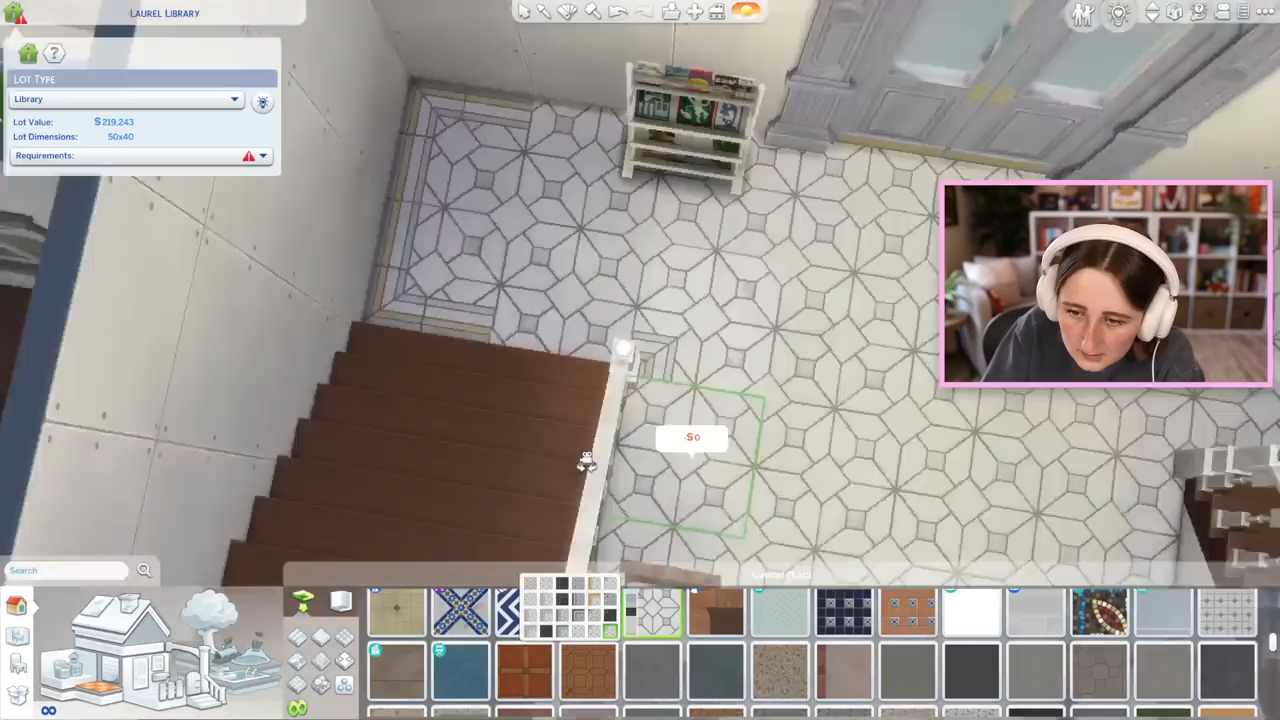 LAUREL LIBRARY
LOT TYPE
Library
Lot Value: §219,243
Lot Dimensions: 50x40
Requirements:
-§0
Search